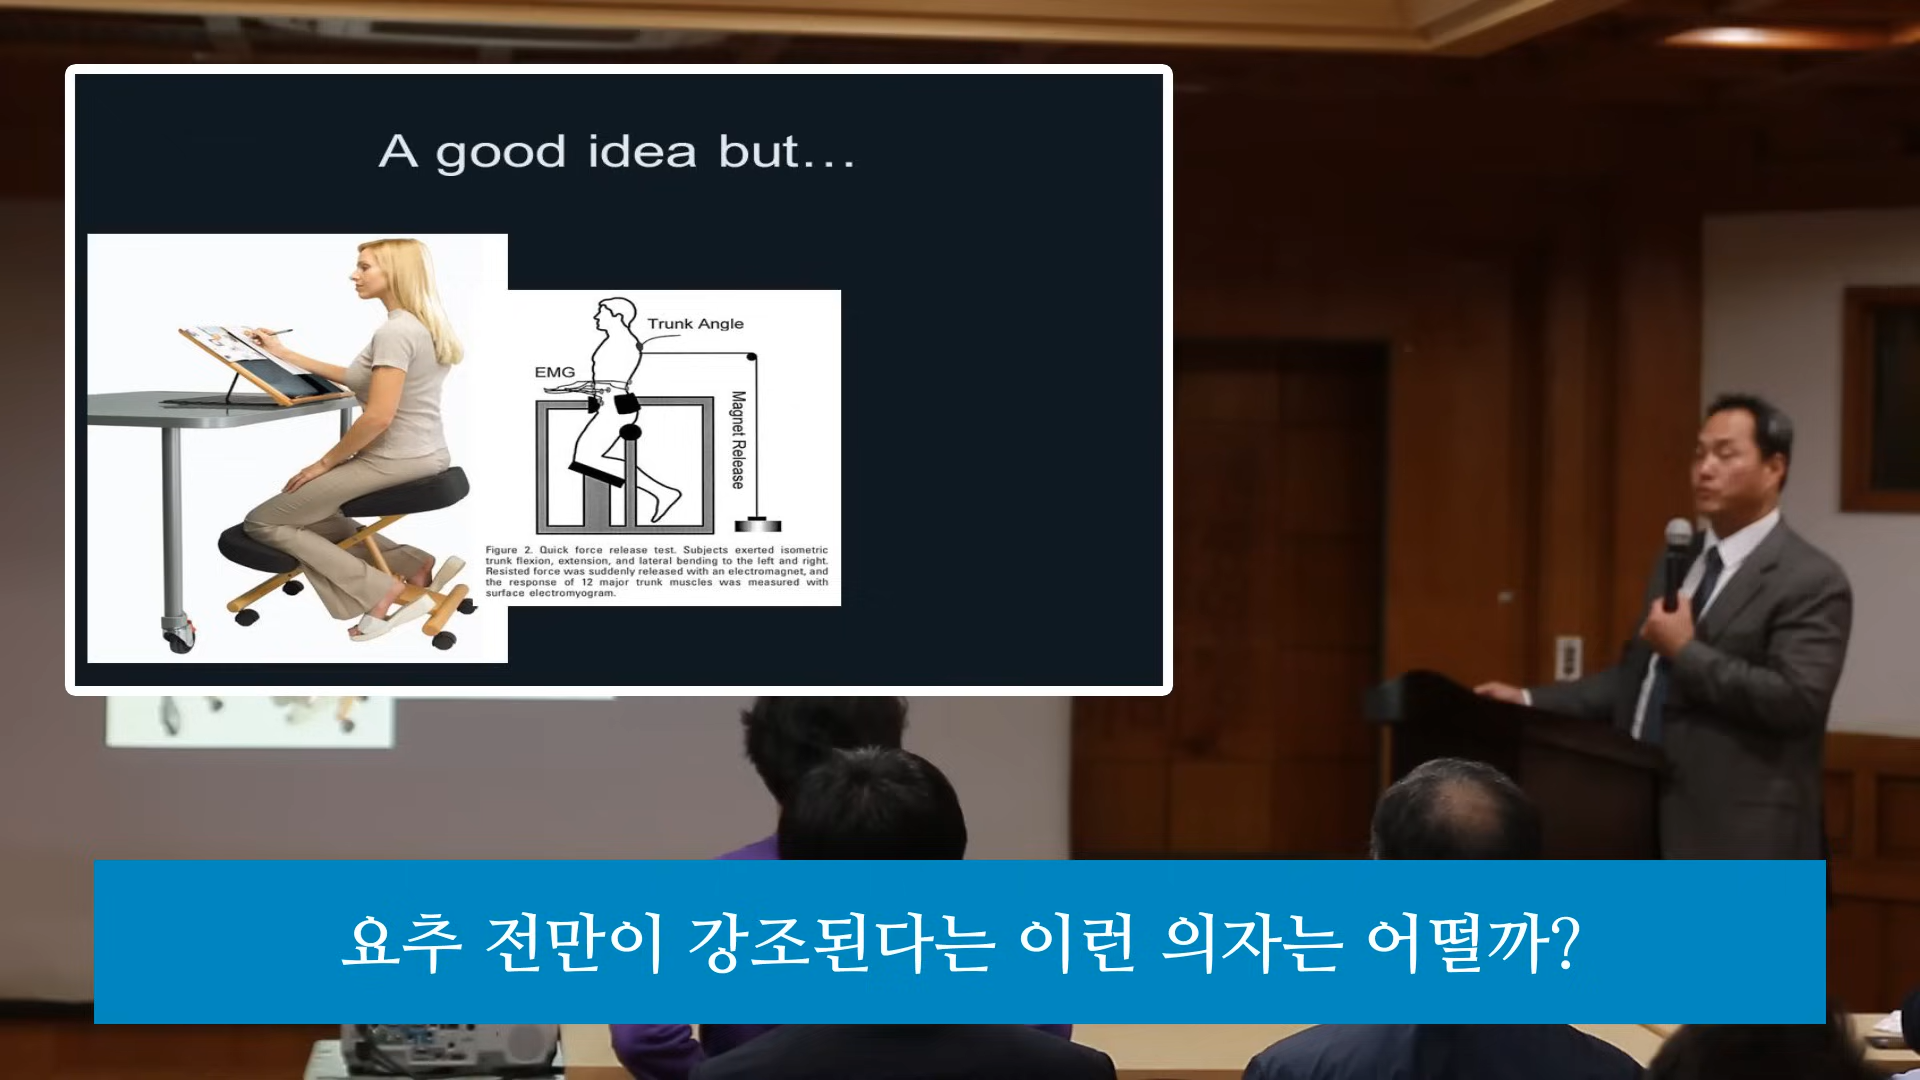 A good idea but...
Trunk Angle
EMG
Magnet Release
Figure 2. Quick force release test. Subjects exerted isometric
trunk flexion, extension, and lateral bending to the left and right.
Resisted force was suddenly released with an electromagnet, and
the response of 12 major trunk muscles was measured with
surface electromyogram.
요추 전만이 강조된다는 이런 의자는 어떨까?